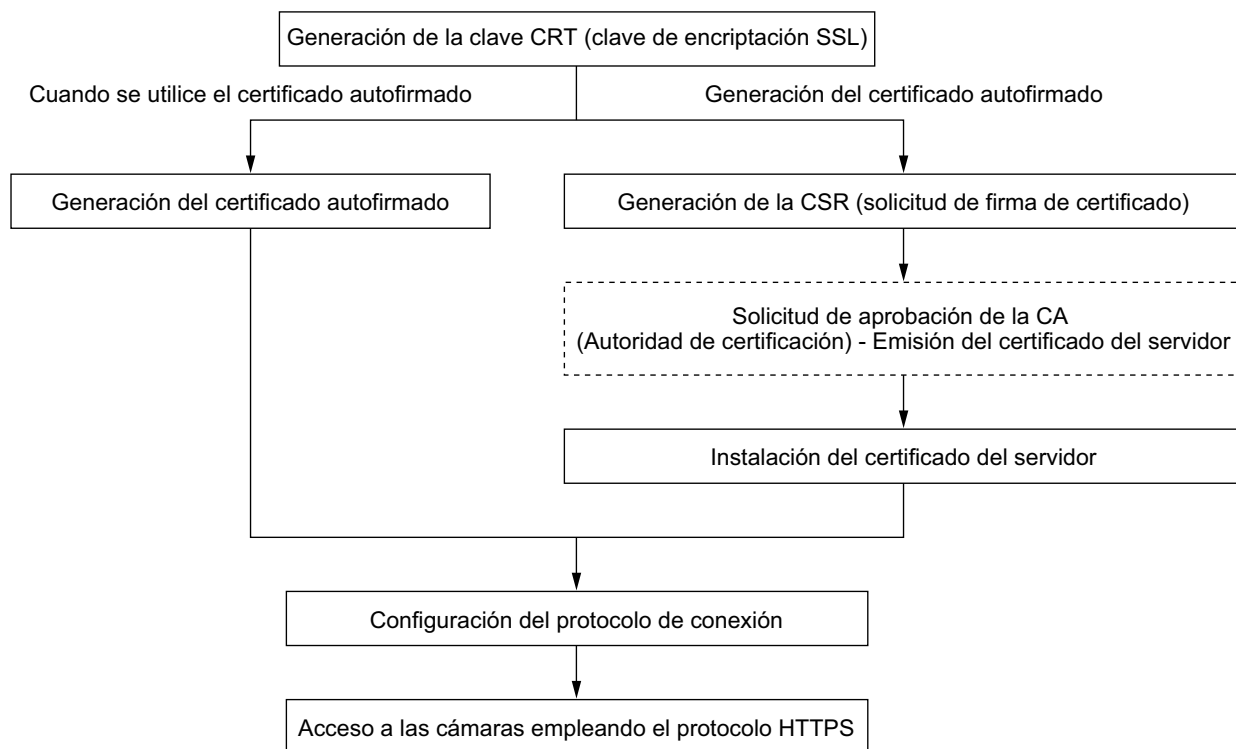 Generación de la clave CRT (clave de encriptación SSL)
Cuando se utilice el certificado autofirmado
Generación del certificado autofirmado
Generación del certificado autofirmado
Generación de la CSR (solicitud de firma de certificado)
Solicitud de aprobación de la CA
(Autoridad de certificación) - Emisión del certificado del servidor
Instalación del certificado del servidor
Configuración del protocolo de conexión
Acceso a las cámaras empleando el protocolo HTTPS